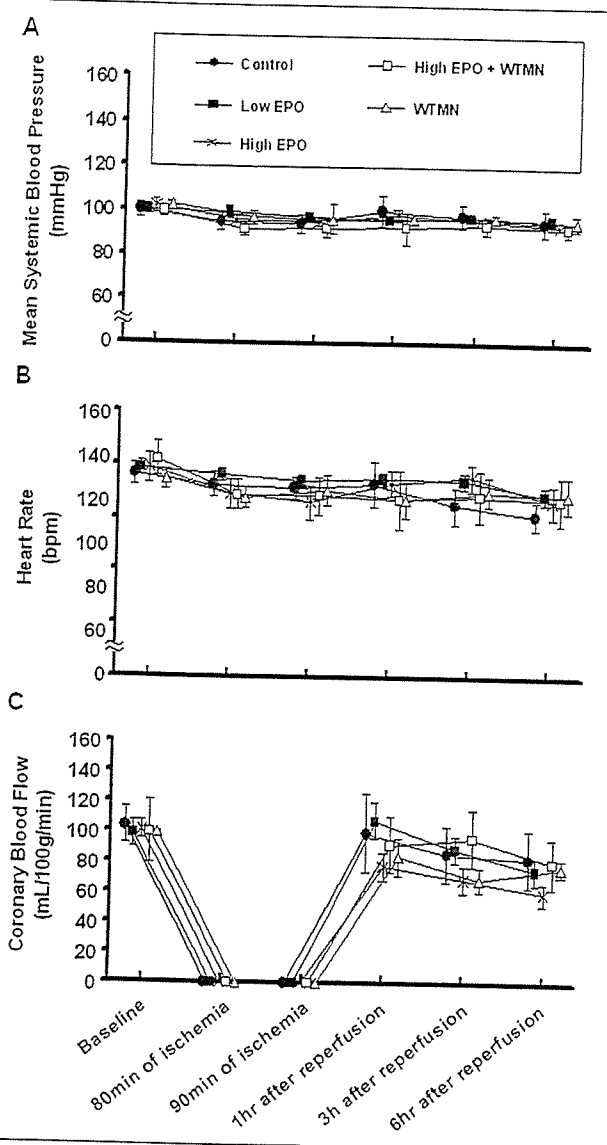 A
Control
High EPO + WTMN
Low EPO
WTMN
High EPO
Mean Systemic Blood Pressure
(mmHg)
160
140
120
100
80
60
0
B
Heart Rate
(bpm)
160
140
120
100
80
60
0
C
Coronary Blood Flow
(mL/100g/min)
160
140
120
100
80
60
40
20
0
Baseline
80min of ischemia
90min of ischemia
1hr after reperfusion
3h after reperfusion
6hr after reperfusion